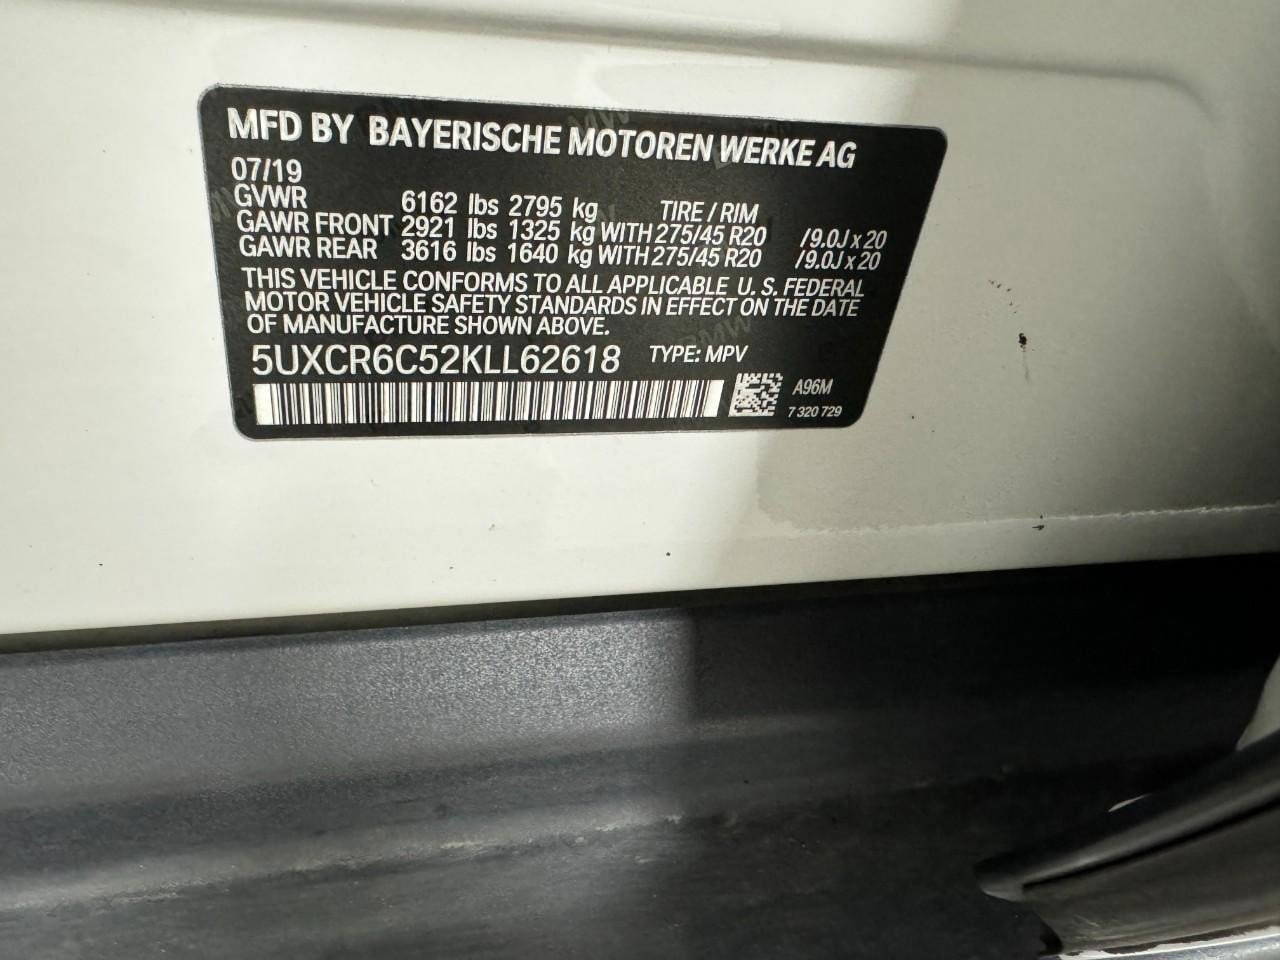 MFD BY BAYERISCHE MOTOREN WERKE AG
07/19
GVWR 6162 lbs 2795 kg TIRE / RIM
GAWR FRONT 2921 lbs 1325 kg WITH 275/45 R20 /9.0J x 20
GAWR REAR 3616 lbs 1640 kg WITH 275/45 R20 /9.0J x 20
THIS VEHICLE CONFORMS TO ALL APPLICABLE U. S. FEDERAL
MOTOR VEHICLE SAFETY STANDARDS IN EFFECT ON THE DATE
OF MANUFACTURE SHOWN ABOVE.
5UXCR6C52KLL62618 TYPE: MPV
A96M
7 320 729